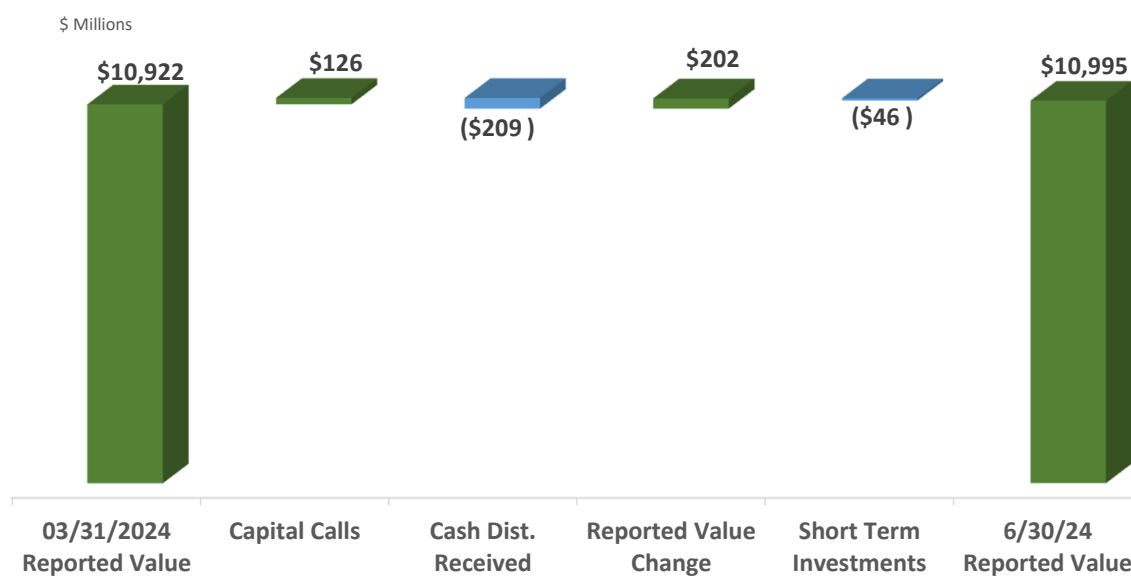 $ Millions
$10,922
$126
($209 )
$202
($46 )
$10,995
03/31/2024
Reported Value
Capital Calls
Cash Dist.
Received
Reported Value
Change
Short Term
Investments
6/30/24
Reported Value